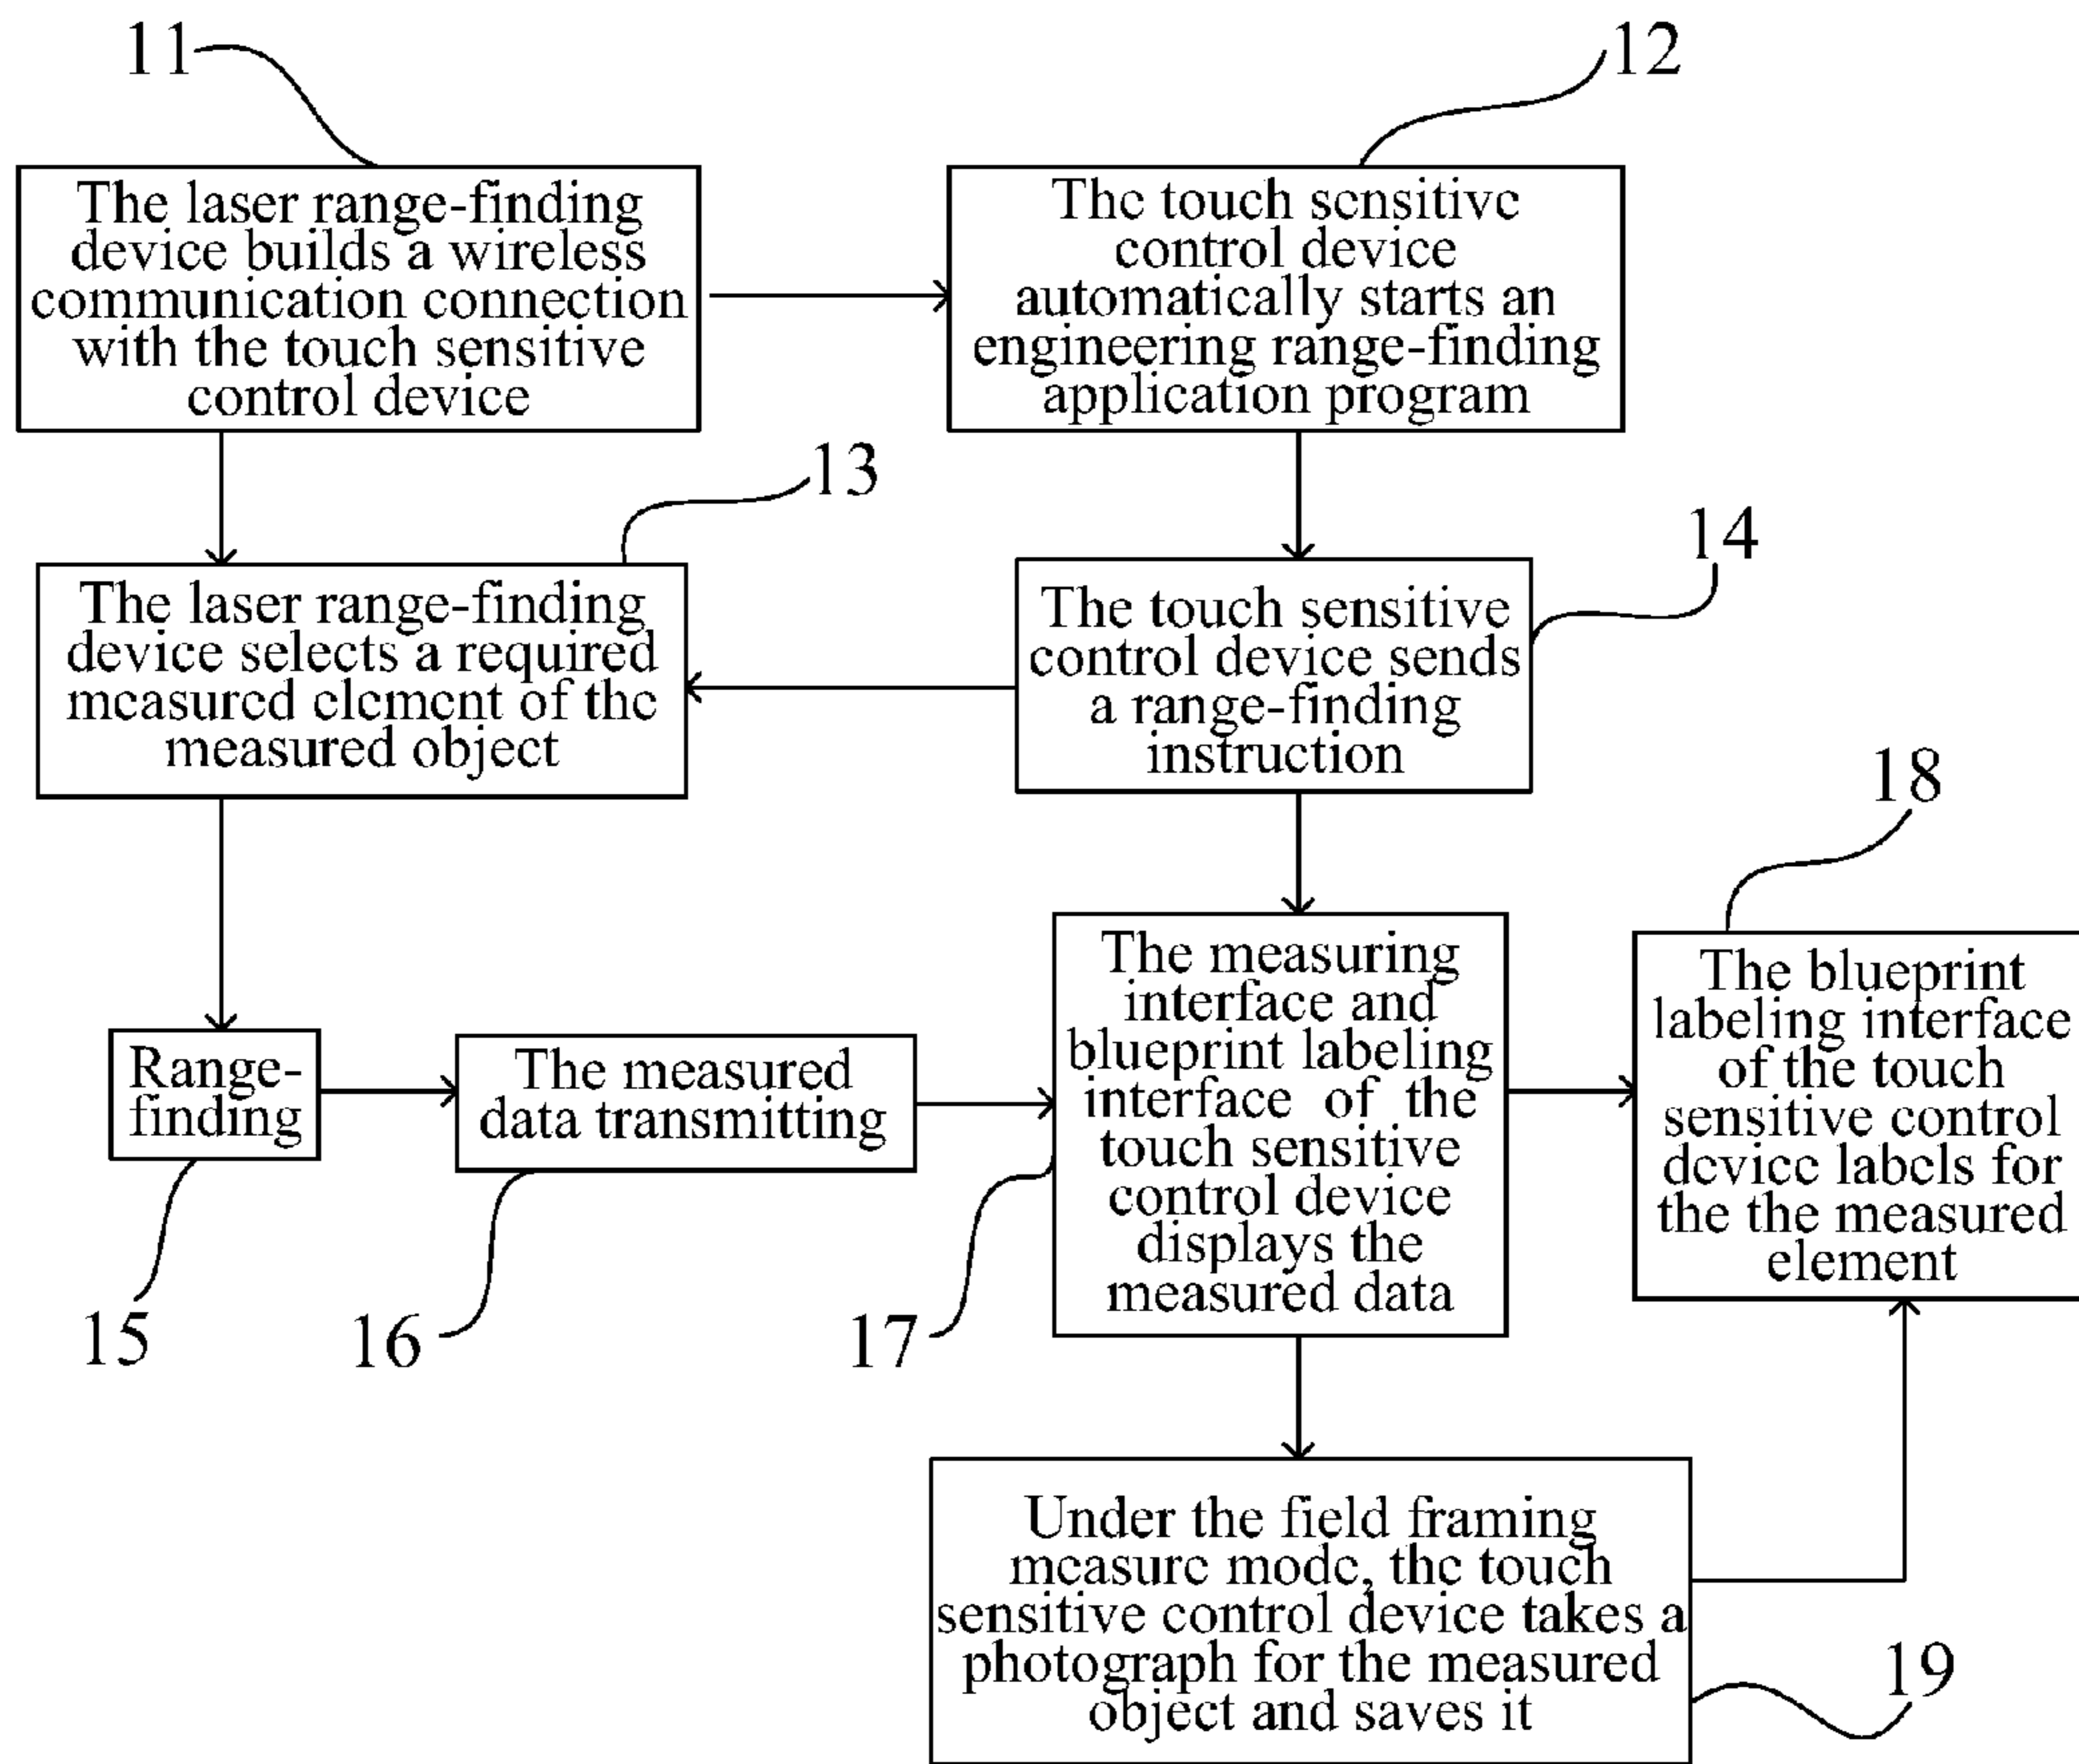 11
12
The laser range-finding
device builds a wireless
communication connection
with the touch sensitive
control device
The touch sensitive
control device
automatically starts an
engineering range-finding
application program
13
14
The laser range-finding
device selects a required
measured element of the
measured object
The touch sensitive
control device sends
a range-finding
instruction
18
Range-
finding
The measured
data transmitting
The measuring
interface and
blueprint labeling
interface of the
touch sensitive
control device
displays the
measured data
The blueprint
labeling interface
of the touch
sensitive control
device labels for
the the measured
element
15
16
17
Under the field framing
measure mode, the touch
sensitive control device takes a
photograph for the measured
object and saves it
19